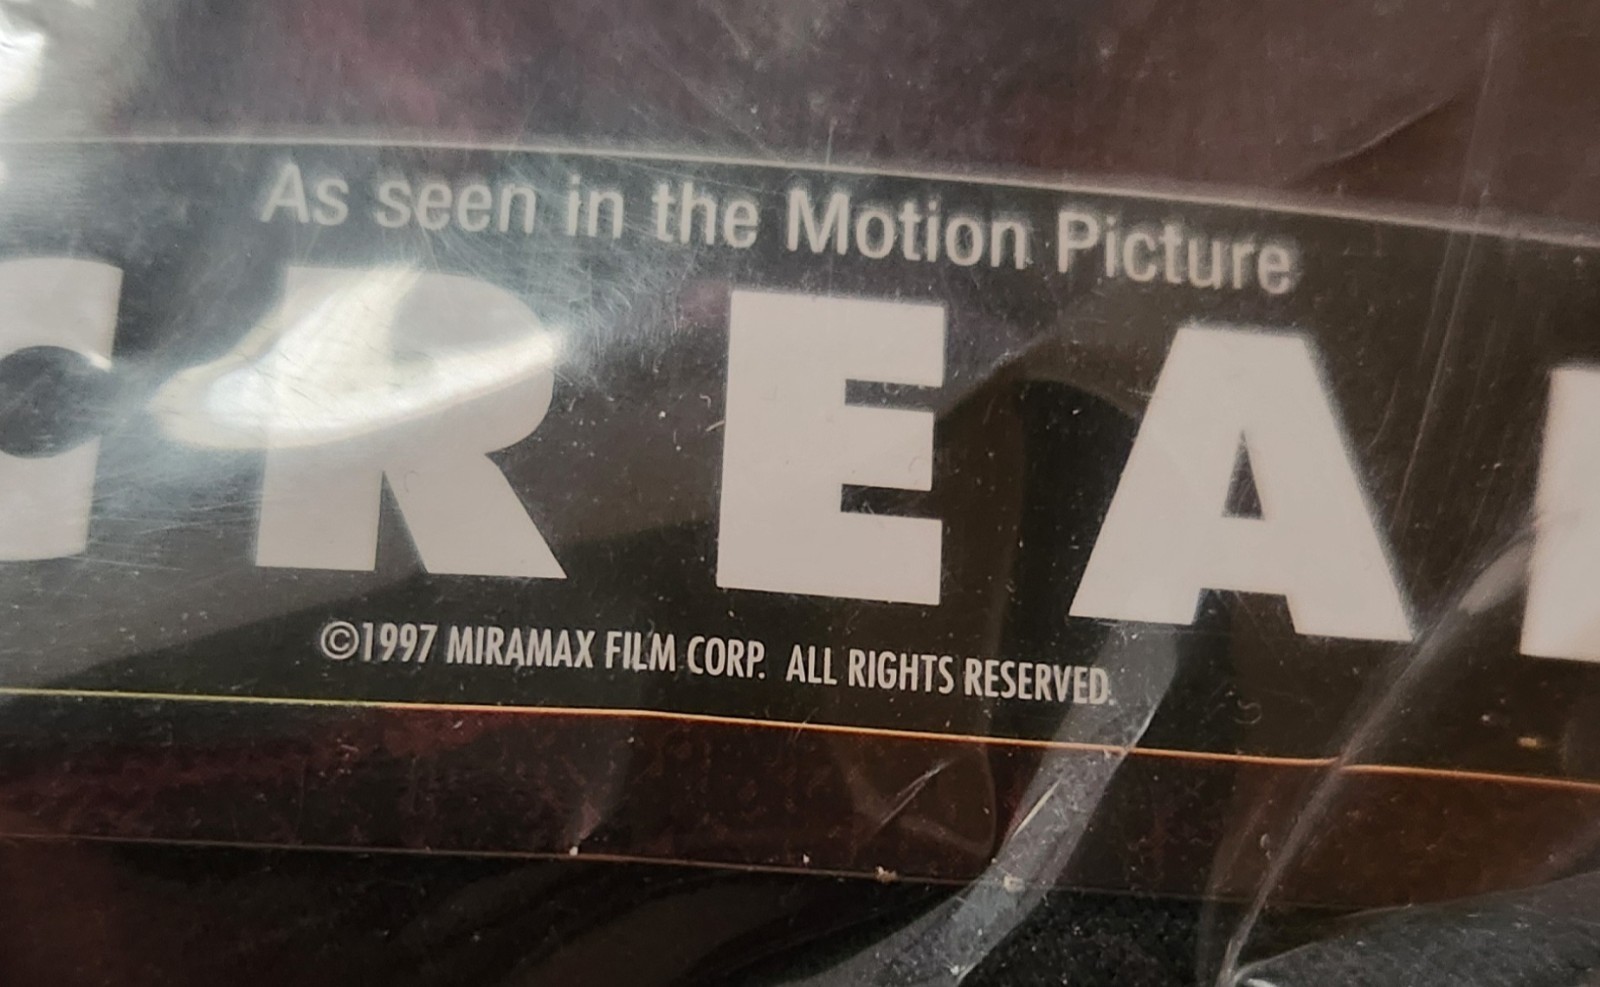 As seen in the Motion Picture
CREA
©1997 MIRAMAX FILM CORP. ALL RIGHTS RESERVED.